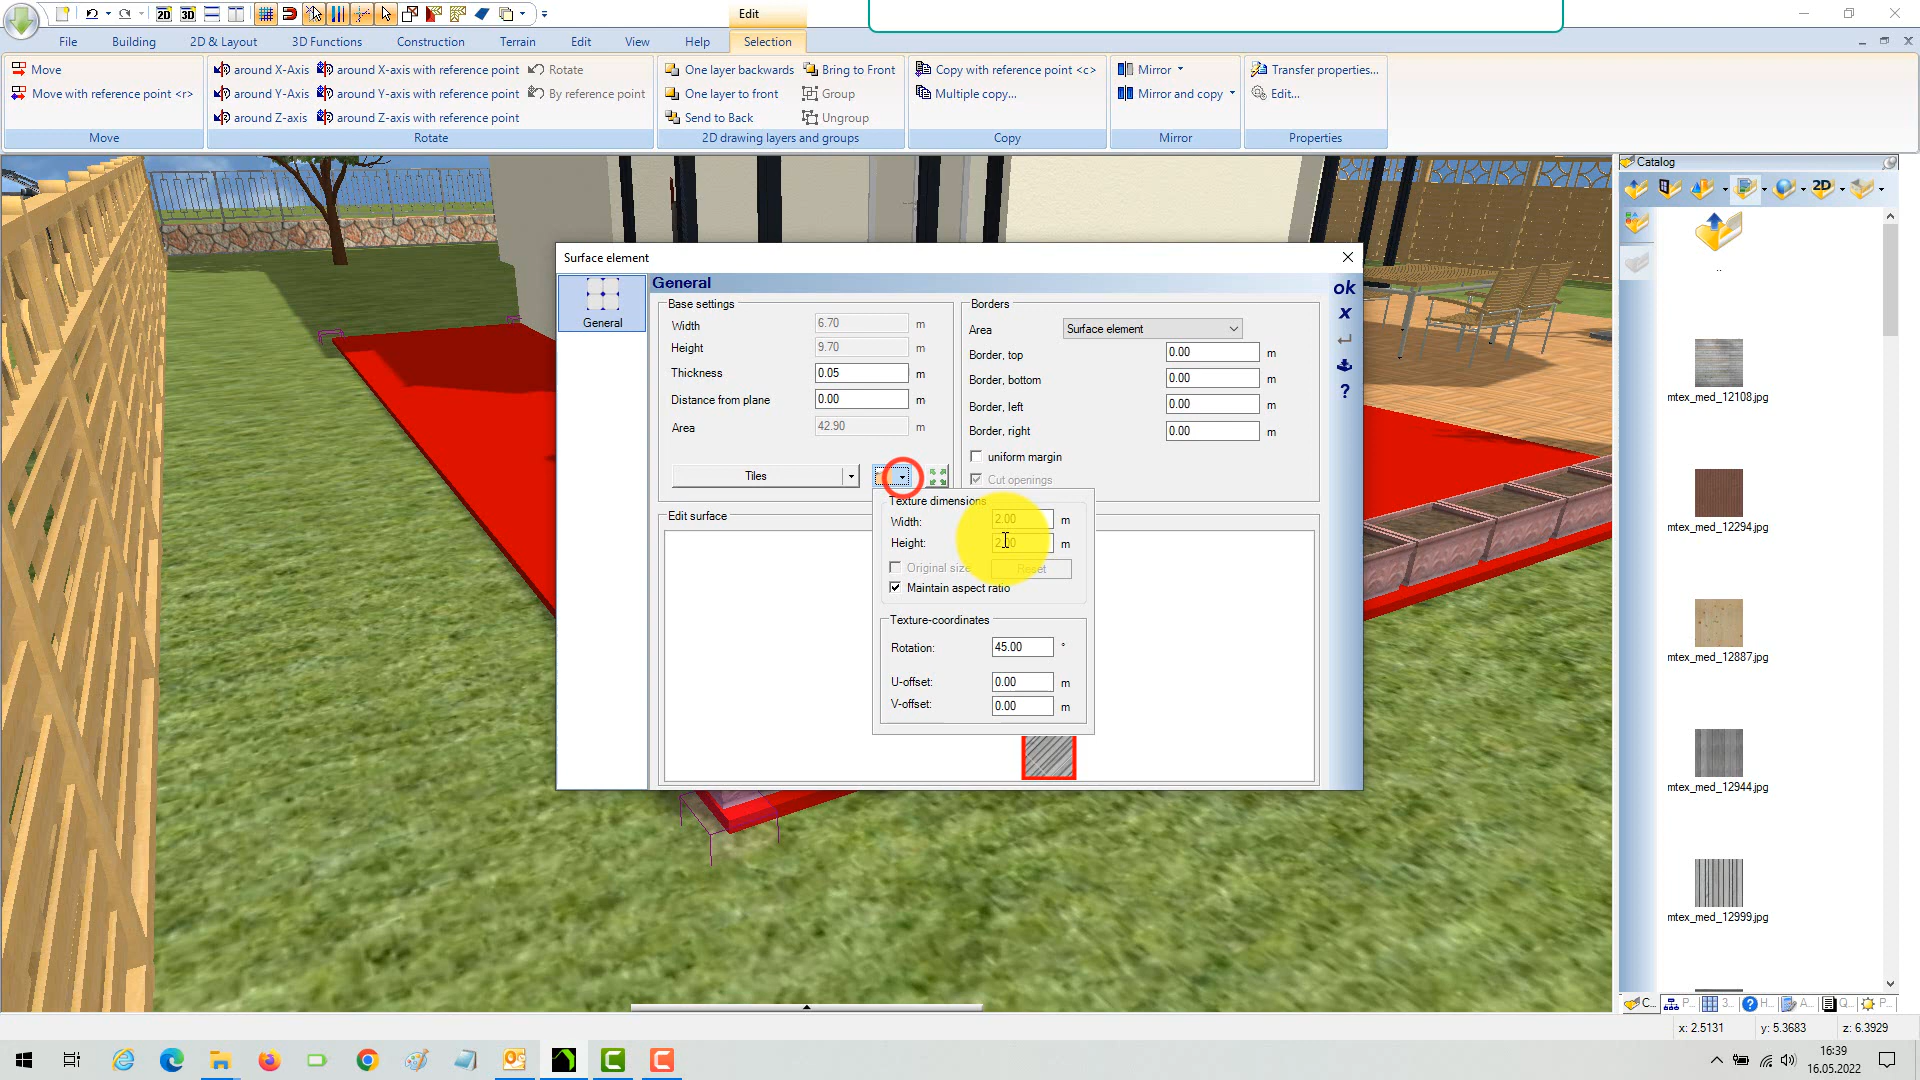 2D
3D
Edit
File
Building
2D & Layout
3D Functions
Construction
Terrain
Edit
View
Help
Selection
Move
Move with reference point <r>
Move
around X-Axis
around X-axis with reference point
Rotate
around Y-Axis
around Y-axis with reference point
By reference point
around Z-axis
around Z-axis with reference point
Rotate
One layer backwards
Bring to Front
One layer to front
Group
Send to Back
Ungroup
2D drawing layers and groups
Copy with reference point <c>
Multiple copy...
Copy
Mirror
Mirror and copy
Mirror
Transfer properties...
Edit...
Properties
Catalog
2D
..
mtex_med_12108.jpg
mtex_med_12294.jpg
mtex_med_12887.jpg
mtex_med_12944.jpg
mtex_med_12999.jpg
C...
P...
3...
H...
A...
Q...
P...
Surface element
General
General
Base settings
Width 6.70 m
Height 9.70 m
Thickness 0.05 m
Distance from plane 0.00 m
Area 42.90 m
Tiles
Borders
Area Surface element
Border, top 0.00 m
Border, bottom 0.00 m
Border, left 0.00 m
Border, right 0.00 m
uniform margin
Cut openings
ok
x
?
Edit surface
Texture dimensions
Width: 2.00 m
Height: 2.00 m
Original size
Reset
Maintain aspect ratio
Texture-coordinates
Rotation: 45.00 °
U-offset: 0.00 m
V-offset: 0.00 m
x: 2.5131
y: 5.3683
z: 6.3929
16:39
16.05.2022